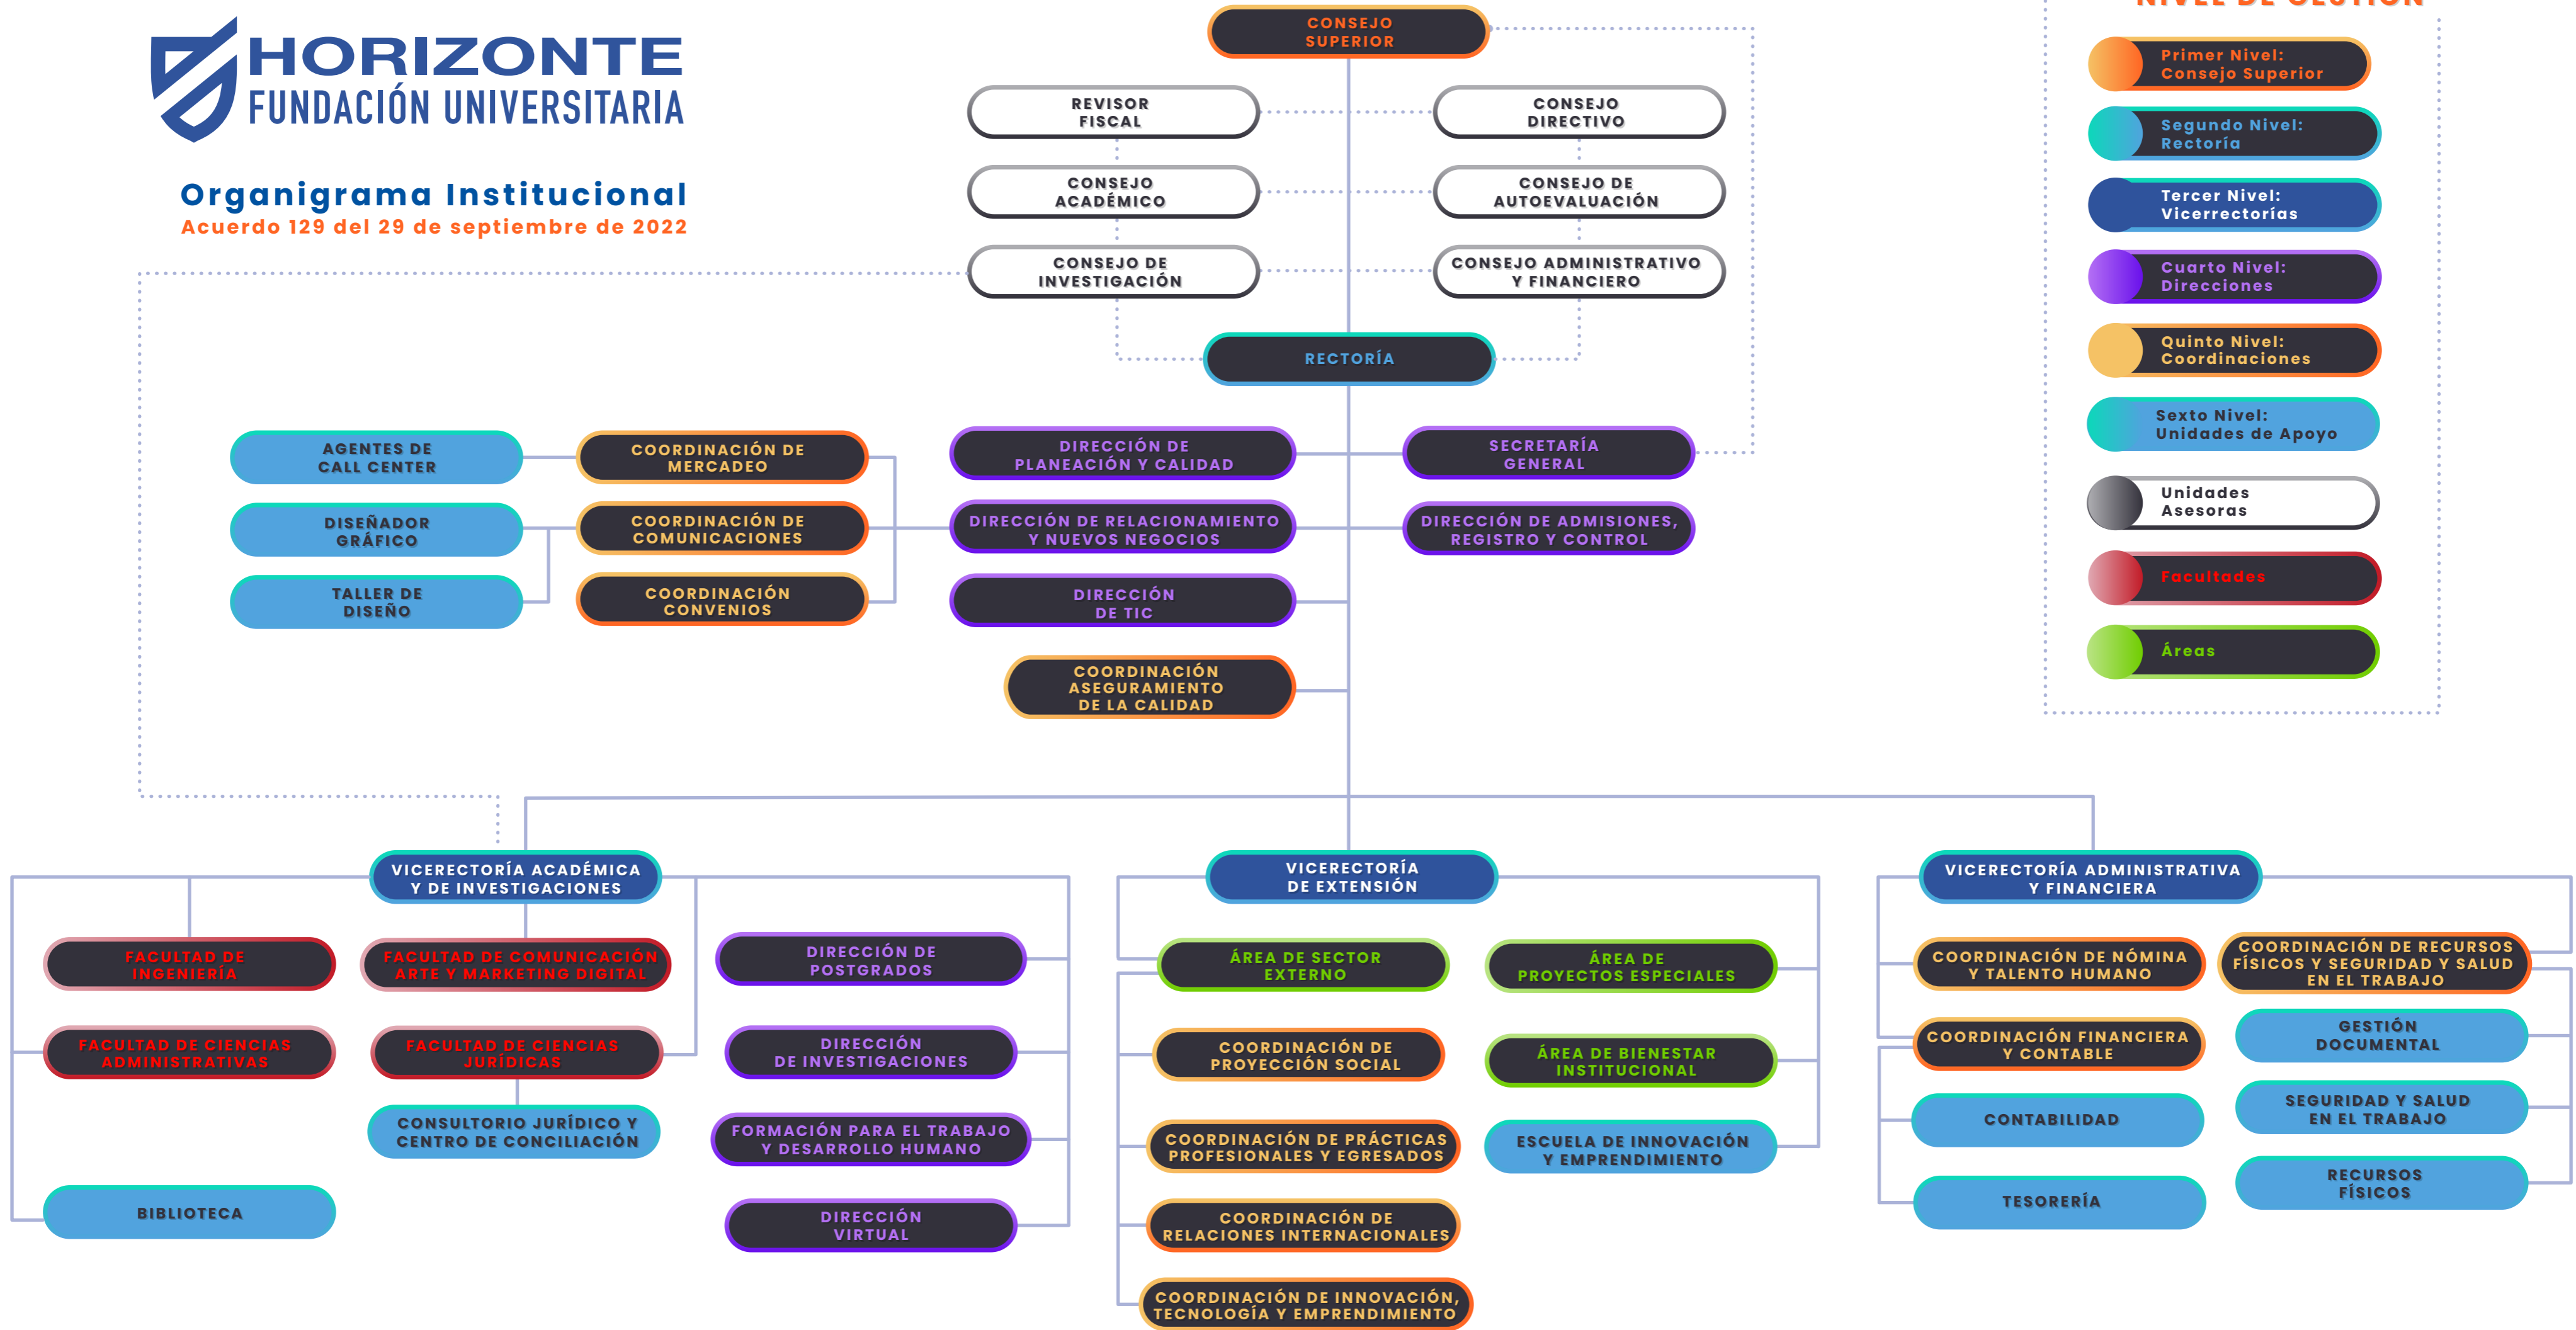 HORIZONTE
FUNDACIÓN UNIVERSITARIA
Organigrama Institucional
Acuerdo 129 del 29 de septiembre de 2022
CONSEJO
SUPERIOR
REVISOR
FISCAL
CONSEJO
DIRECTIVO
CONSEJO
ACADÉMICO
CONSEJO DE
AUTOEVALUACIÓN
CONSEJO DE
INVESTIGACIÓN
CONSEJO ADMINISTRATIVO
Y FINANCIERO
RECTORÍA
NIVEL DE GESTIÓN
Primer Nivel:
Consejo Superior
Segundo Nivel:
Rectoría
Tercer Nivel:
Vicerrectorías
Cuarto Nivel:
Direcciones
Quinto Nivel:
Coordinaciones
Sexto Nivel:
Unidades de Apoyo
Unidades
Asesoras
Facultades
Áreas
AGENTES DE
CALL CENTER
COORDINACIÓN DE
MERCADEO
DIRECCIÓN DE
PLANEACIÓN Y CALIDAD
SECRETARÍA
GENERAL
DISEÑADOR
GRÁFICO
COORDINACIÓN DE
COMUNICACIONES
DIRECCIÓN DE RELACIONAMIENTO
Y NUEVOS NEGOCIOS
DIRECCIÓN DE ADMISIONES,
REGISTRO Y CONTROL
TALLER DE
DISEÑO
COORDINACIÓN
CONVENIOS
DIRECCIÓN
DE TIC
COORDINACIÓN
ASEGURAMIENTO
DE LA CALIDAD
VICERECTORÍA ACADÉMICA
Y DE INVESTIGACIONES
FACULTAD DE
INGENIERÍA
FACULTAD DE COMUNICACIÓN
ARTE Y MARKETING DIGITAL
DIRECCIÓN DE
POSTGRADOS
FACULTAD DE CIENCIAS
ADMINISTRATIVAS
FACULTAD DE CIENCIAS
JURÍDICAS
DIRECCIÓN
DE INVESTIGACIONES
CONSULTORIO JURÍDICO Y
CENTRO DE CONCILIACIÓN
FORMACIÓN PARA EL TRABAJO
Y DESARROLLO HUMANO
BIBLIOTECA
DIRECCIÓN
VIRTUAL
VICERECTORÍA
DE EXTENSIÓN
ÁREA DE SECTOR
EXTERNO
ÁREA DE
PROYECTOS ESPECIALES
COORDINACIÓN DE
PROYECCIÓN SOCIAL
ÁREA DE BIENESTAR
INSTITUCIONAL
COORDINACIÓN DE PRÁCTICAS
PROFESIONALES Y EGRESADOS
ESCUELA DE INNOVACIÓN
Y EMPRENDIMIENTO
COORDINACIÓN DE
RELACIONES INTERNACIONALES
COORDINACIÓN DE INNOVACIÓN,
TECNOLOGÍA Y EMPRENDIMIENTO
VICERECTORÍA ADMINISTRATIVA
Y FINANCIERA
COORDINACIÓN DE NÓMINA
Y TALENTO HUMANO
COORDINACIÓN DE RECURSOS
FÍSICOS Y SEGURIDAD Y SALUD
EN EL TRABAJO
COORDINACIÓN FINANCIERA
Y CONTABLE
GESTIÓN
DOCUMENTAL
CONTABILIDAD
SEGURIDAD Y SALUD
EN EL TRABAJO
TESORERÍA
RECURSOS
FÍSICOS